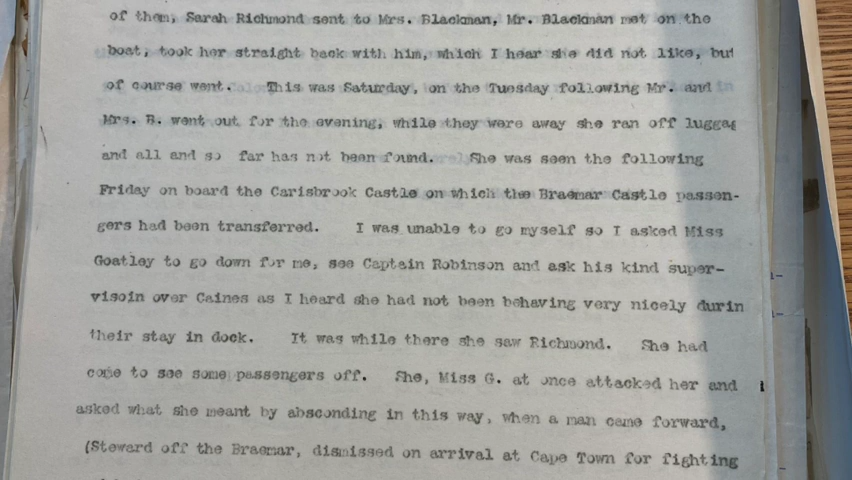 of them, Sarah Richmond sent to Mrs. Blackman, Mr. Blackman met on the
boat, took her straight back with him, which I hear she did not like, but
of course went. This was Saturday, on the Tuesday following Mr. and
Mrs. B. went out for the evening, while they were away she ran off luggag
and all and so far has not been found. She was seen the following
Friday on board the Carisbrook Castle on which the Braemar Castle passen-
gers had been transferred. I was unable to go myself so I asked Miss
Goatley to go down for me, see Captain Robinson and ask his kind super-
visoin over Caines as I heard she had not been behaving very nicely durin
their stay in dock. It was while there she saw Richmond. She had
come to see some passengers off. She, Miss G. at once attacked her and
asked what she meant by absconding in this way, when a man came forward,
(Steward off the Braemar, dismissed on arrival at Cape Town for fighting